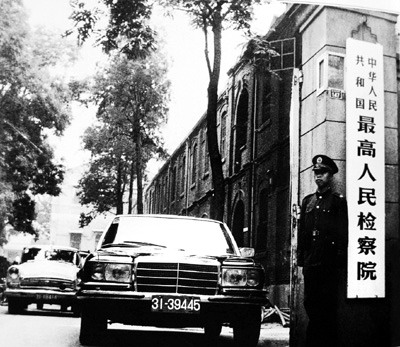 中华人民
共和国
最高人民检察院
31-39445